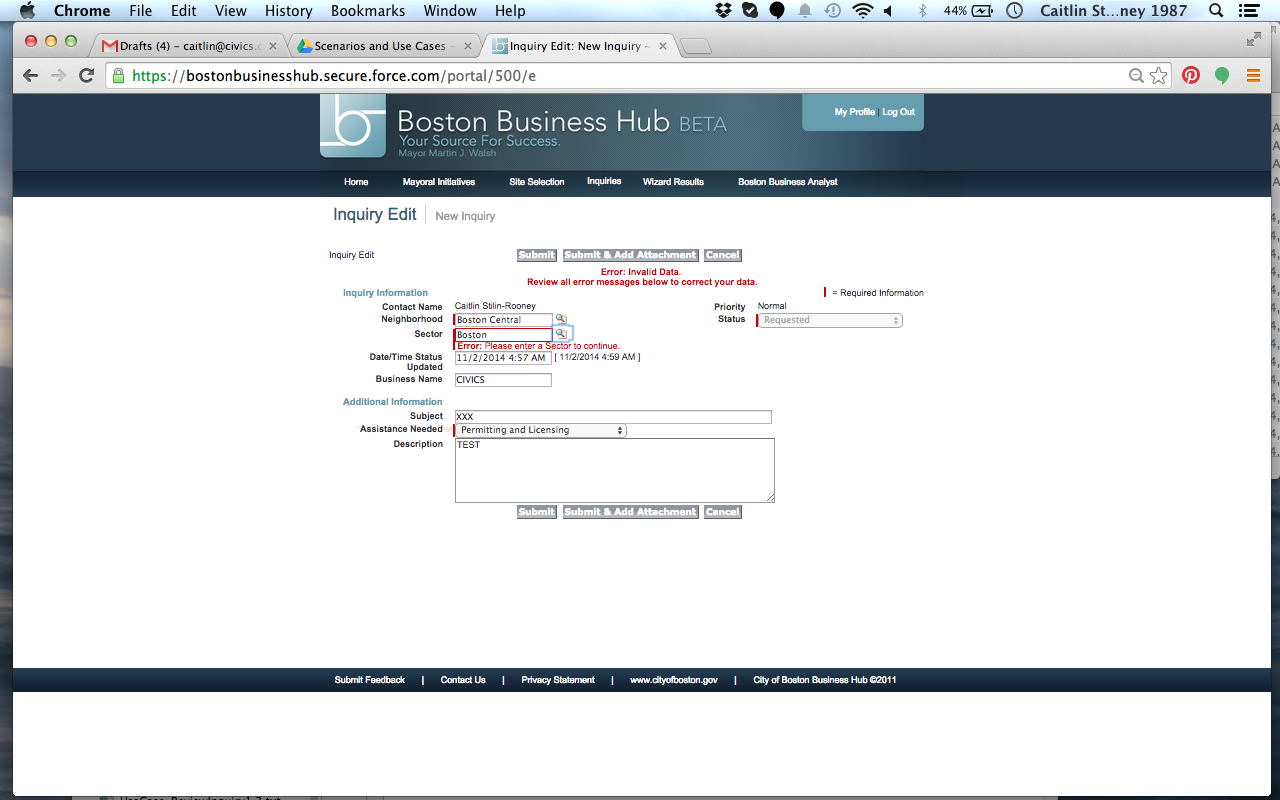 Chrome File Edit View History Bookmarks Window Help 44% Caitlin St...ney 1987
Drafts (4) – caitlin@civics. Scenarios and Use Cases – Inquiry Edit: New Inquiry ~
https://bostonbusinesshub.secure.force.com/portal/500/e
My Profile | Log Out
Boston Business Hub BETA
Your Source For Success.
Mayor Martin J. Walsh
Home Mayoral Initiatives Site Selection Inquiries Wizard Results Boston Business Analyst
Inquiry Edit New Inquiry
Inquiry Edit Submit Submit & Add Attachment Cancel
Error: Invalid Data.
Review all error messages below to correct your data.
Inquiry Information = Required Information
Contact Name Caitlin Stilin-Rooney Priority Normal
Neighborhood Boston Central Status Requested
Sector Boston
Error: Please enter a Sector to continue.
Date/Time Status 11/2/2014 4:57 AM [ 11/2/2014 4:59 AM ]
Updated
Business Name CIVICS
Additional Information
Subject XXX
Assistance Needed Permitting and Licensing
Description TEST
Submit Submit & Add Attachment Cancel
Submit Feedback | Contact Us | Privacy Statement | www.cityofboston.gov | City of Boston Business Hub ©2011